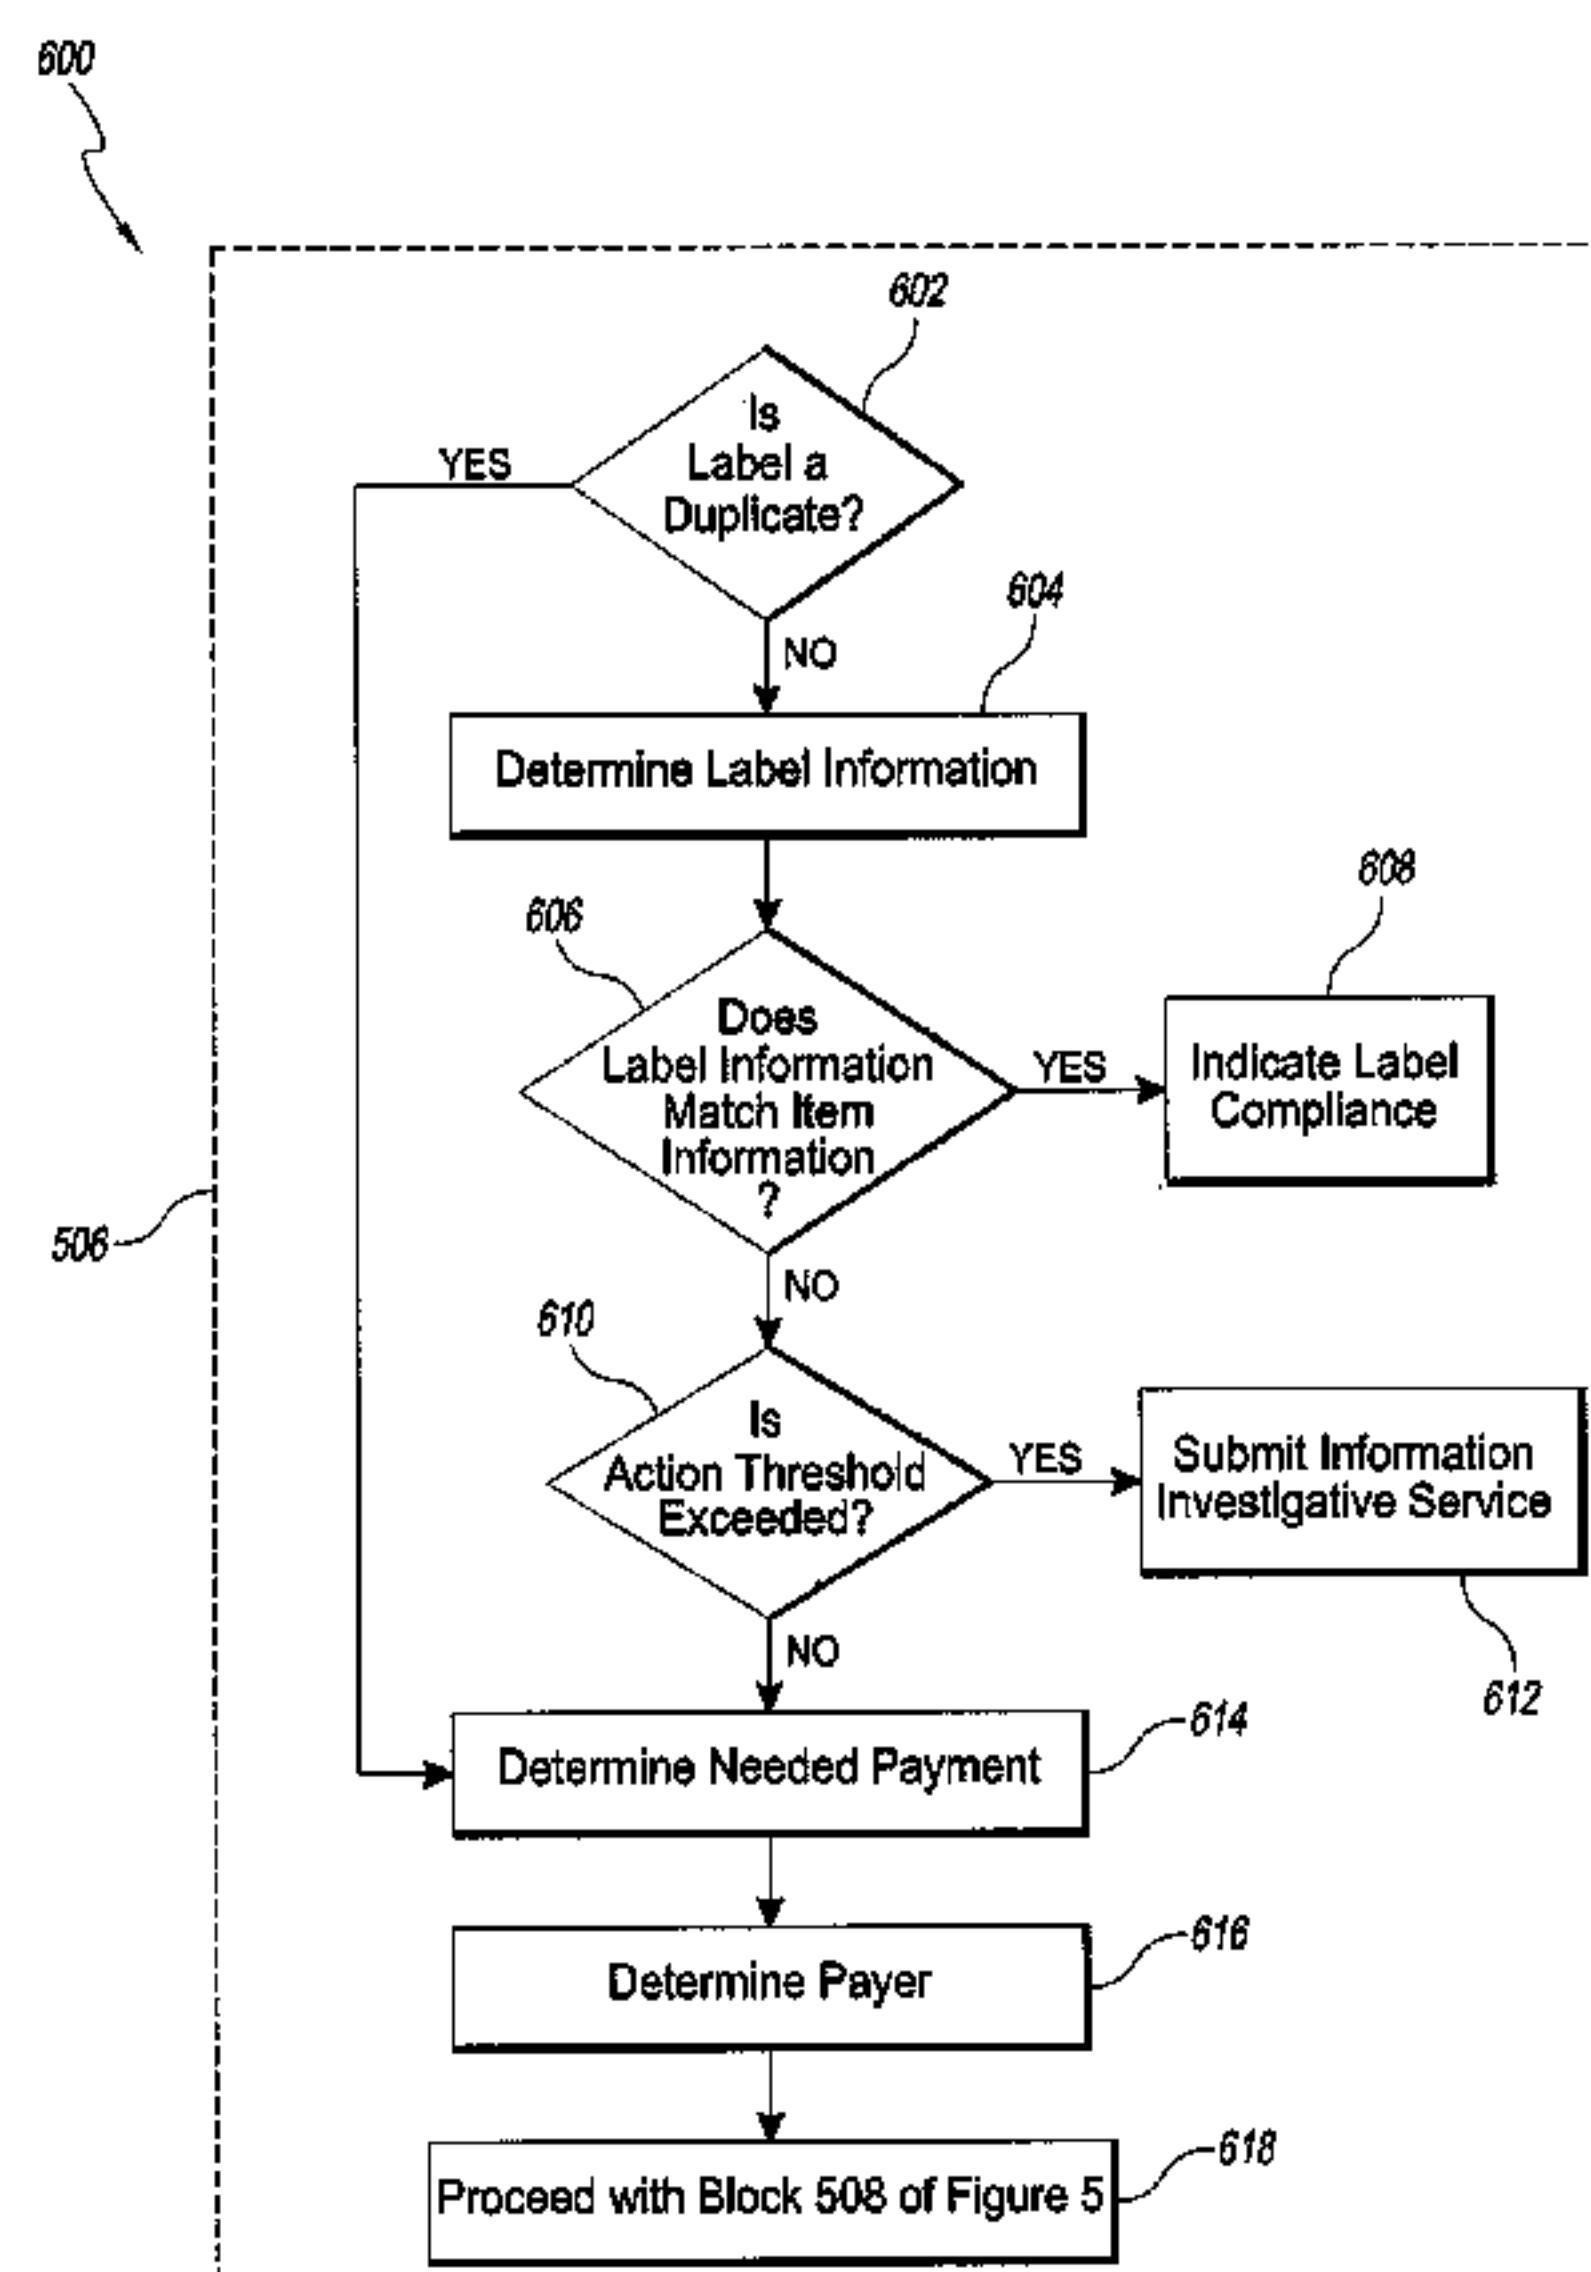 600
602
Is
Label a
Duplicate?
YES
NO
604
Determine Label Information
606
Does
Label Information
Match Item
Information
?
YES
608
Indicate Label
Compliance
506
NO
610
Is
Action Threshold
Exceeded?
YES
Submit Information
Investigative Service
612
NO
614
Determine Needed Payment
616
Determine Payer
618
Proceed with Block 508 of Figure 5